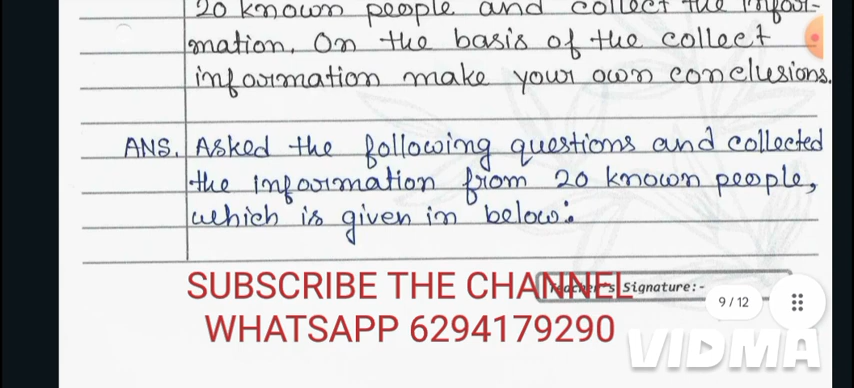 20 known people and collect the infor-
mation. On the basis of the collect
information make your own conclusions.
ANS. Asked the following questions and collected
the information from 20 known people,
which is given in below:
SUBSCRIBE THE CHANNEL
Signature:-
WHATSAPP 6294179290
9 / 12
VIDMA